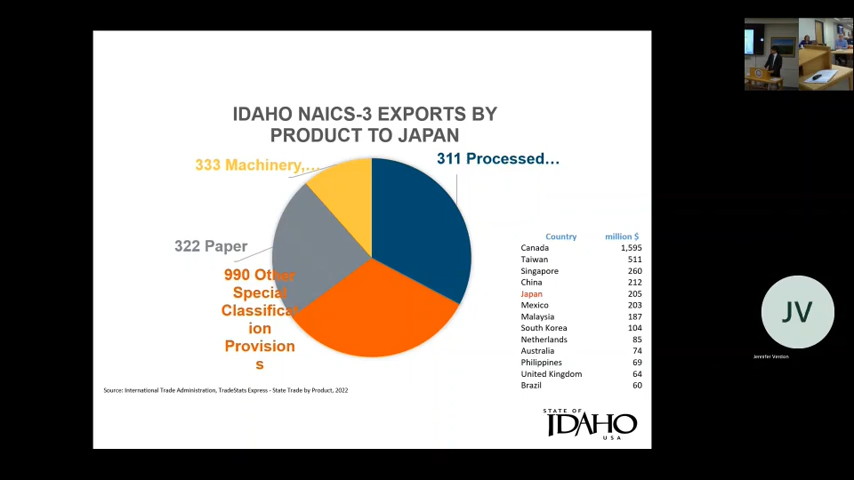 IDAHO NAICS-3 EXPORTS BY
PRODUCT TO JAPAN
333 Machinery,...
311 Processed...
322 Paper
990 Other
Special
Classificat
ion
Provision
s
Country million $
Canada 1,595
Taiwan 511
Singapore 260
China 212
Japan 205
Mexico 203
Malaysia 187
South Korea 104
Netherlands 85
Australia 74
Philippines 69
United Kingdom 64
Brazil 60
Source: International Trade Administration, TradeStats Express - State Trade by Product, 2022
STATE OF
IDAHO
USA
JV
Jennifer Verdon